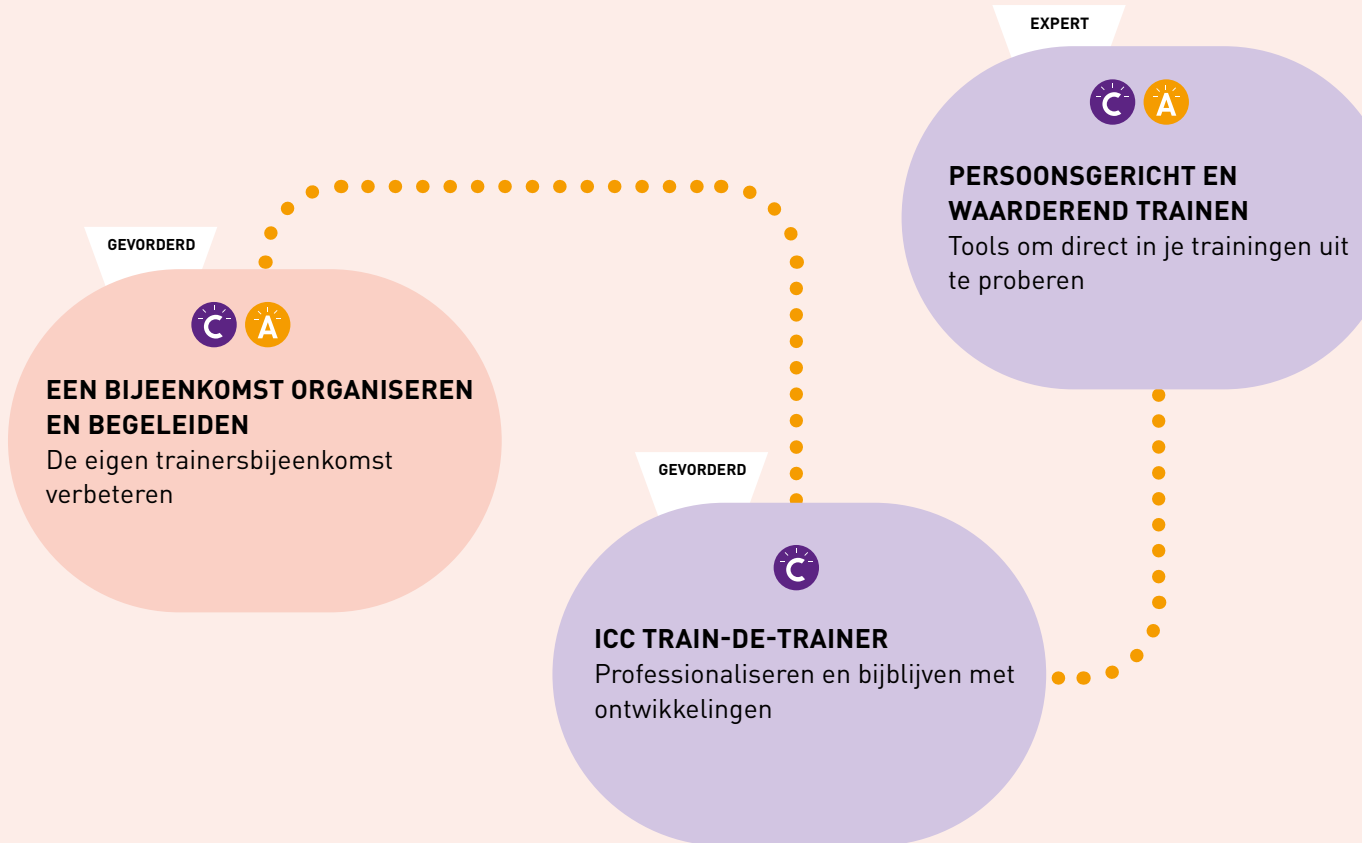 GEVORDERD
C A
EEN BIJEENKOMST ORGANISEREN
EN BEGELEIDEN
De eigen trainersbijeenkomst
verbeteren
GEVORDERD
C
ICC TRAIN-DE-TRAINER
Professionaliseren en bijblijven met
ontwikkelingen
EXPERT
C A
PERSOONSGERICHT EN
WAARDEREND TRAINEN
Tools om direct in je trainingen uit
te proberen